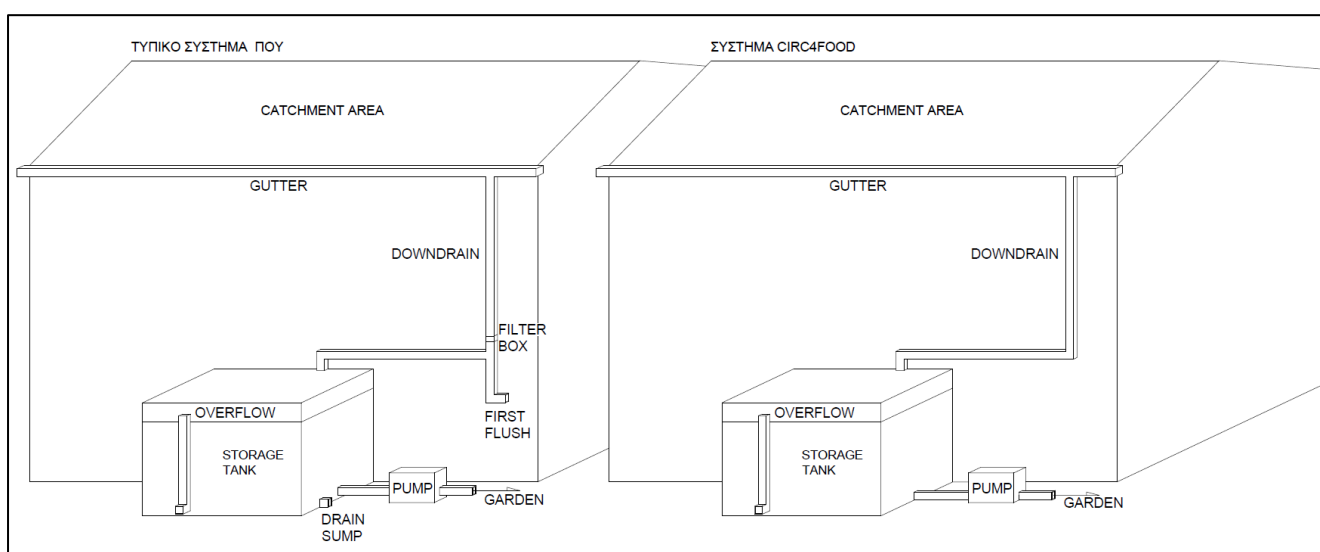 ΤΥΠΙΚΟ ΣΥΣΤΗΜΑ ΠΟΥ
CATCHMENT AREA
GUTTER
DOWNDRAIN
FILTER
BOX
OVERFLOW
FIRST
FLUSH
STORAGE
TANK
PUMP
GARDEN
DRAIN
SUMP
ΣΥΣΤΗΜΑ CIRC4FOOD
CATCHMENT AREA
GUTTER
DOWNDRAIN
OVERFLOW
STORAGE
TANK
PUMP
GARDEN